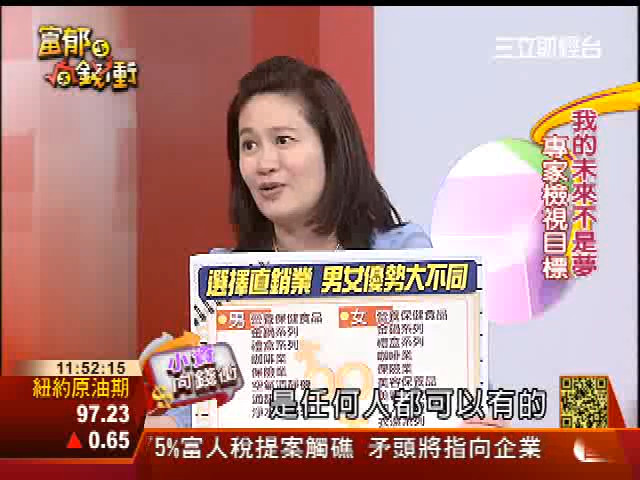 富郁
向錢衝
三立財經台
我的未來不是夢
專家檢視目標
選擇直銷業 男女優勢大不同
男
營養保健食品
金鍋系列
禮盒系列
咖啡業
保險業
女
營養保健食品
金鍋系列
禮盒系列
咖啡業
保險業
美容保養品
小資
向錢衝
是任何人都可以有的
11:52:15
紐約原油期
97.23
▲0.65
75%富人稅提案觸礁 矛頭將指向企業